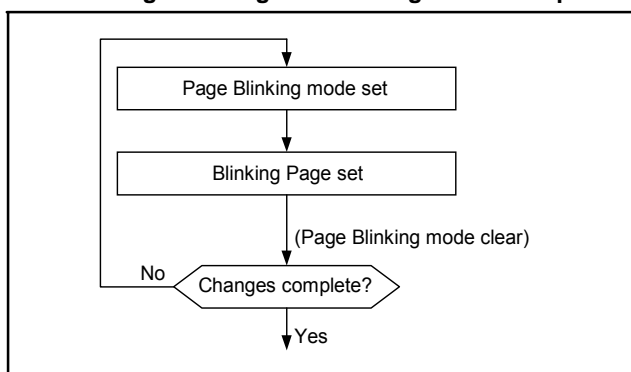 Page Blinking mode set
Blinking Page set
(Page Blinking mode clear)
No
Changes complete?
Yes